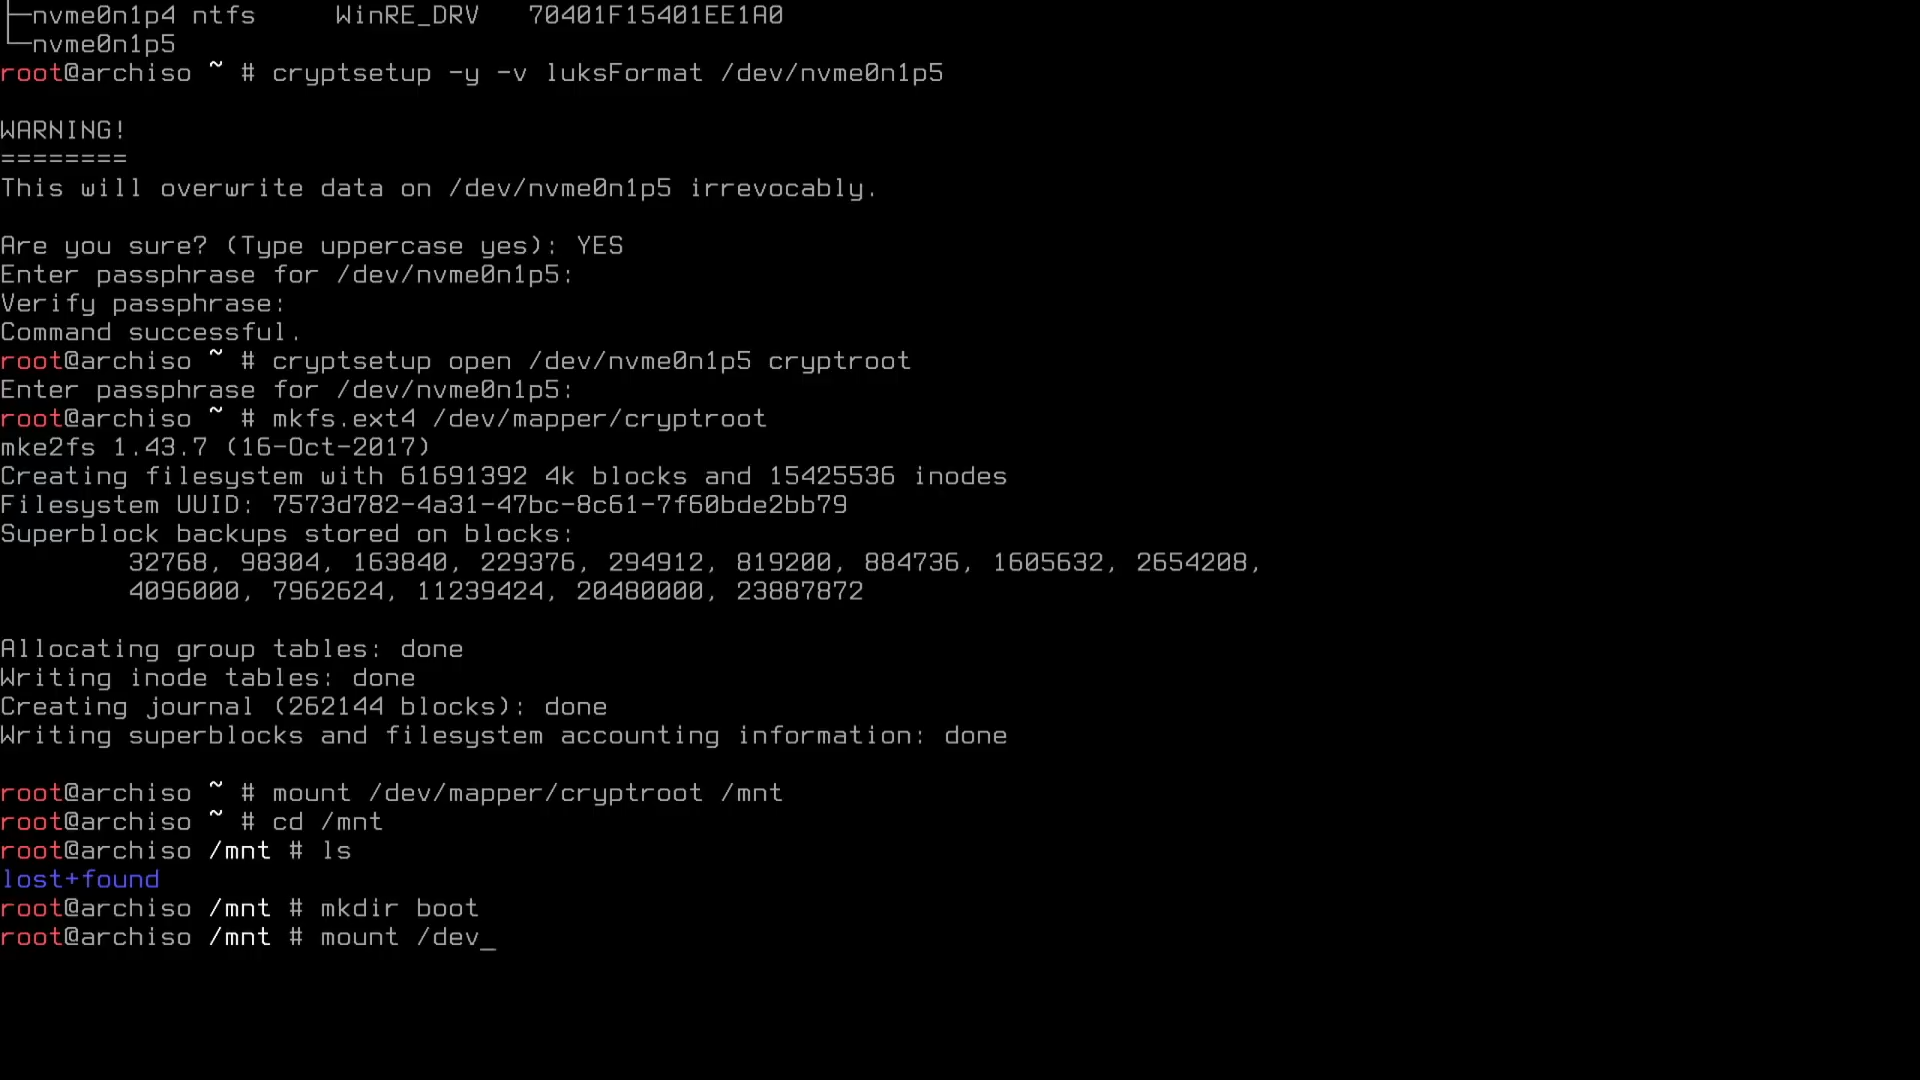 ├─nvme0n1p4 ntfs     WinRE_DRV   70401F15401EE1A0
└─nvme0n1p5
root@archiso ~ # cryptsetup -y -v luksFormat /dev/nvme0n1p5

WARNING!
========
This will overwrite data on /dev/nvme0n1p5 irrevocably.

Are you sure? (Type uppercase yes): YES
Enter passphrase for /dev/nvme0n1p5:
Verify passphrase:
Command successful.
root@archiso ~ # cryptsetup open /dev/nvme0n1p5 cryptroot
Enter passphrase for /dev/nvme0n1p5:
root@archiso ~ # mkfs.ext4 /dev/mapper/cryptroot
mke2fs 1.43.7 (16-Oct-2017)
Creating filesystem with 61691392 4k blocks and 15425536 inodes
Filesystem UUID: 7573d782-4a31-47bc-8c61-7f60bde2bb79
Superblock backups stored on blocks:
        32768, 98304, 163840, 229376, 294912, 819200, 884736, 1605632, 2654208,
        4096000, 7962624, 11239424, 20480000, 23887872

Allocating group tables: done
Writing inode tables: done
Creating journal (262144 blocks): done
Writing superblocks and filesystem accounting information: done

root@archiso ~ # mount /dev/mapper/cryptroot /mnt
root@archiso ~ # cd /mnt
root@archiso /mnt # ls
lost+found
root@archiso /mnt # mkdir boot
root@archiso /mnt # mount /dev_